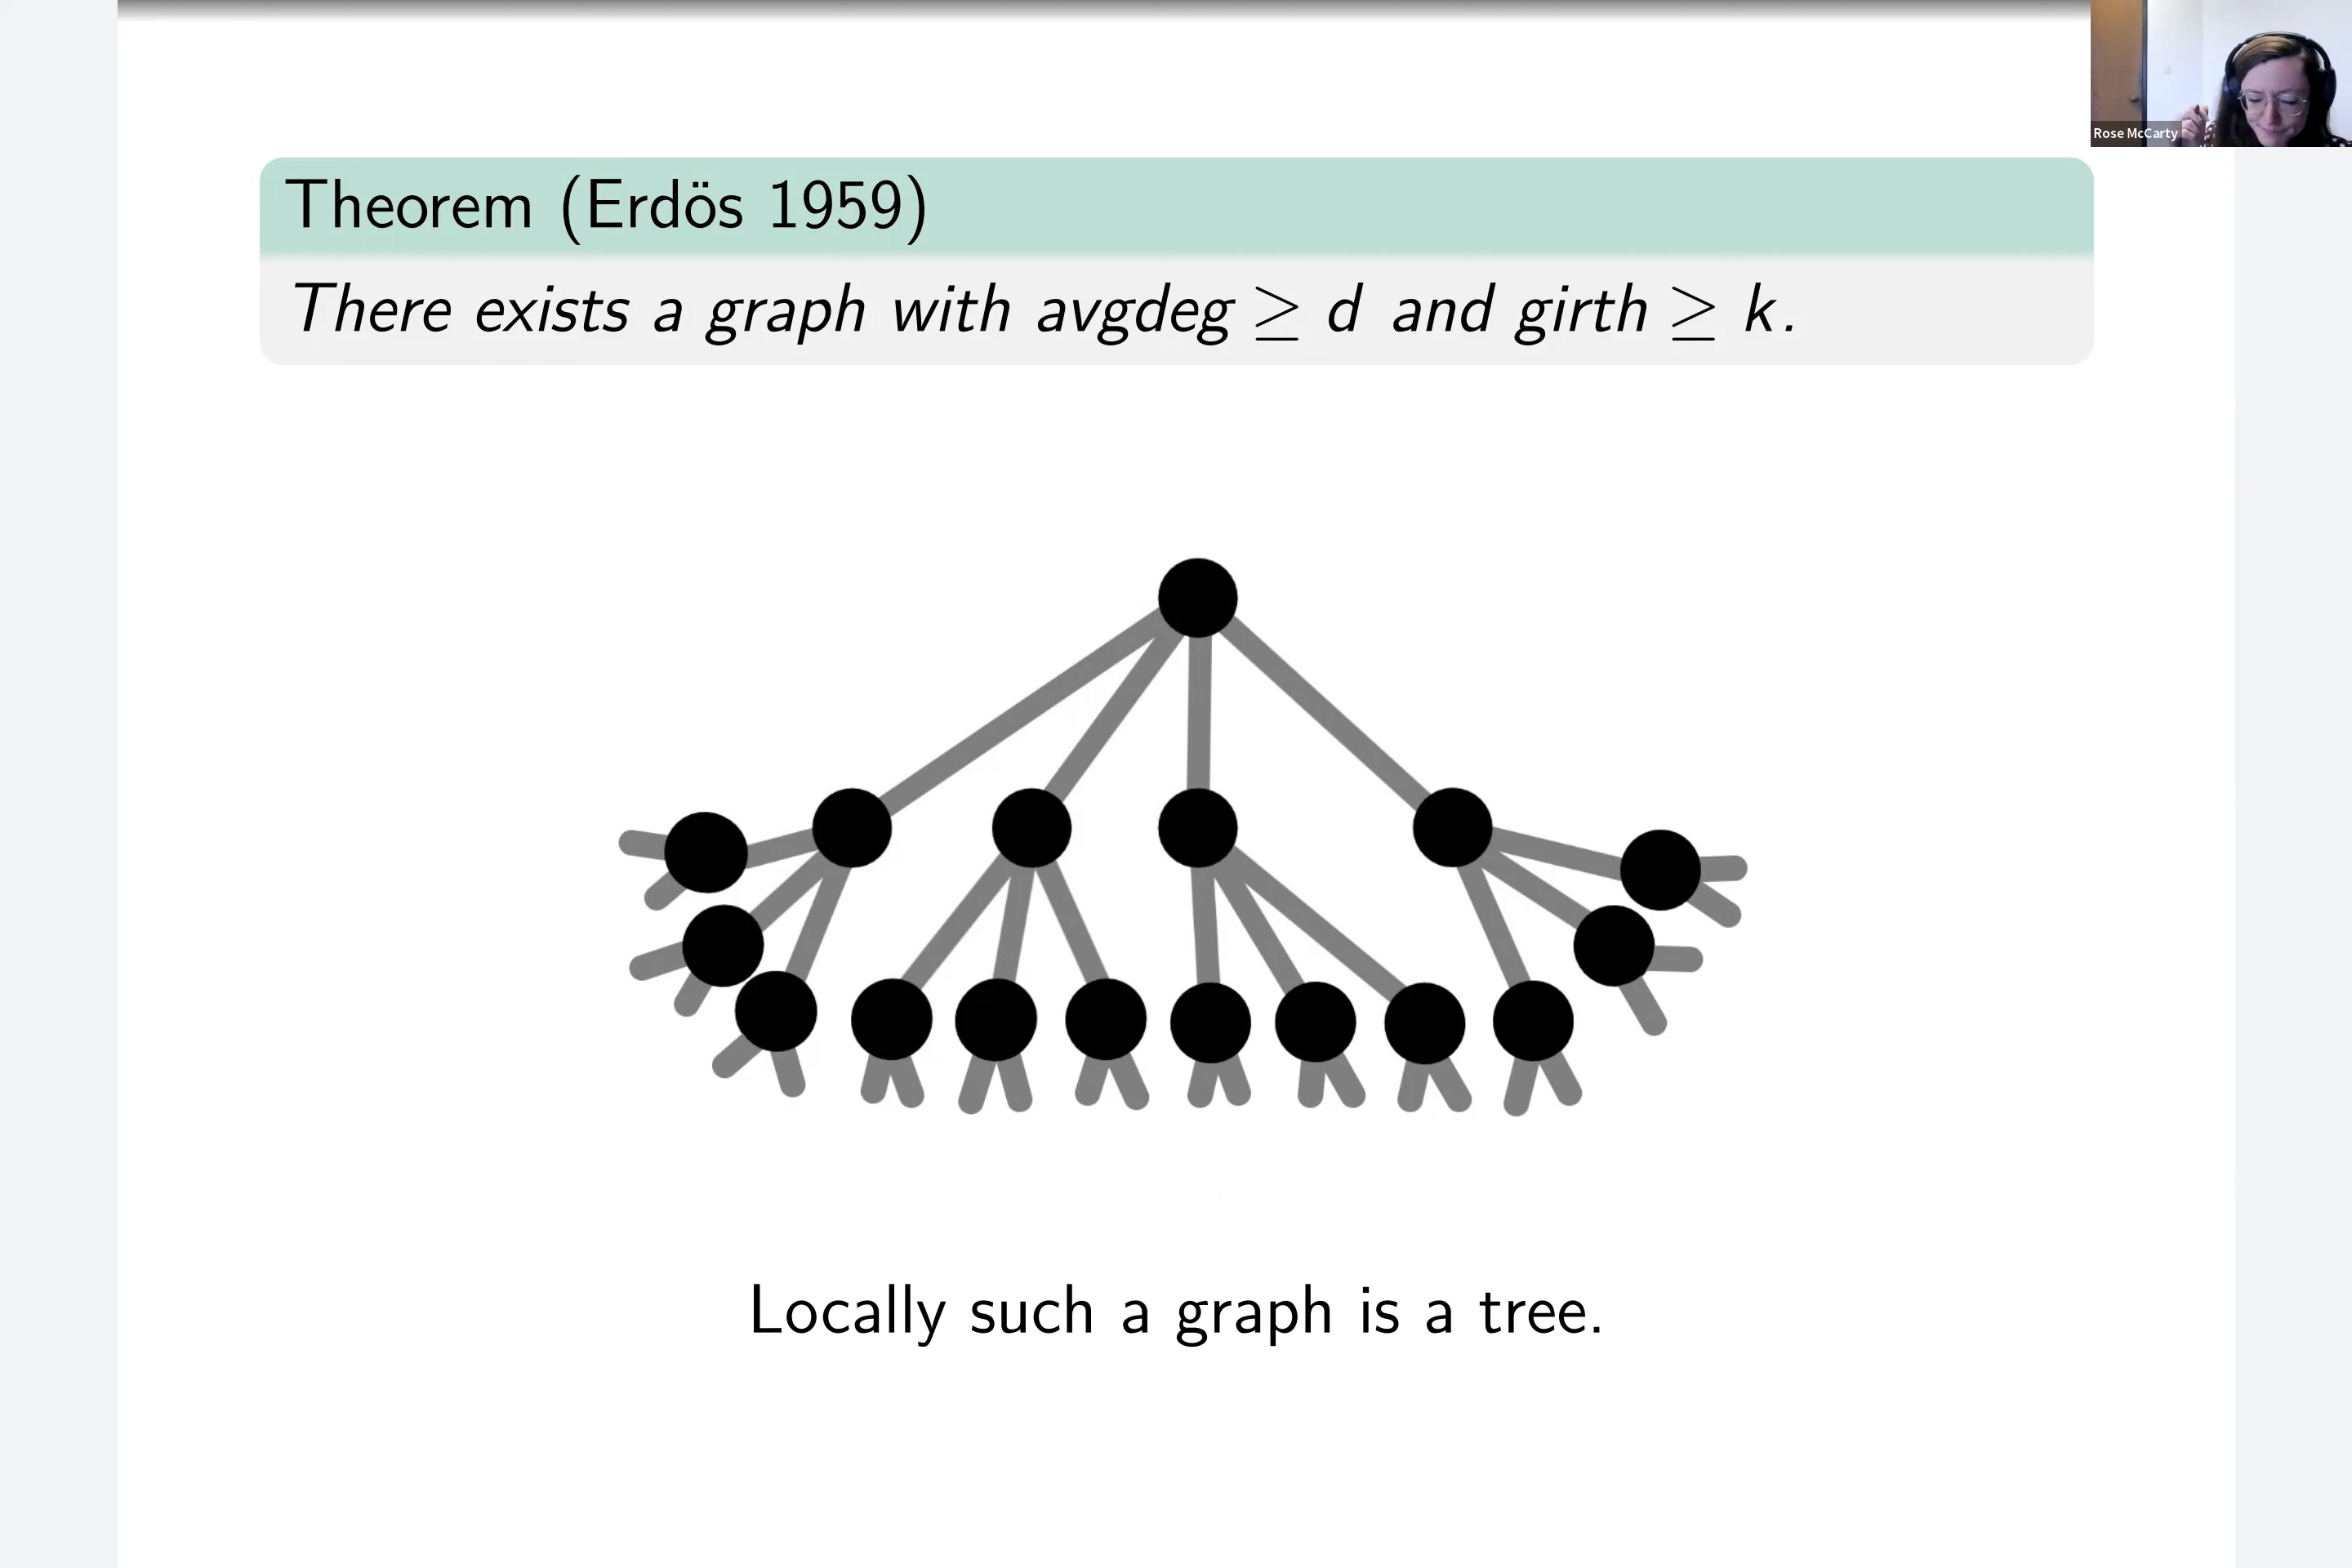 Rose McCarty
Theorem (Erdös 1959)
There exists a graph with avgdeg ≥ d and girth ≥ k.
Locally such a graph is a tree.